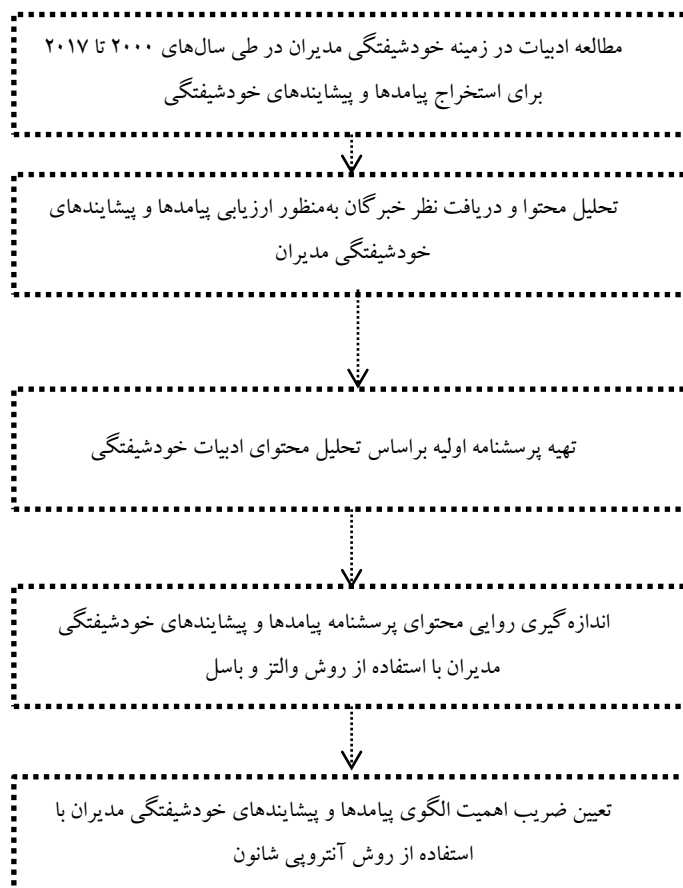 مطالعه ادبیات در زمینه خودشیفتگی مدیران در طی سال‌های ۲۰۰۰ تا ۲۰۱۷
برای استخراج پیامدها و پیشایندهای خودشیفتگی
تحلیل محتوا و دریافت نظر خبرگان به‌منظور ارزیابی پیامدها و پیشایندهای
خودشیفتگی مدیران
تهیه پرسشنامه اولیه براساس تحلیل محتوای ادبیات خودشیفتگی
اندازه‌گیری روایی محتوای پرسشنامه پیامدها و پیشایندهای خودشیفتگی
مدیران با استفاده از روش والتز و باسل
تعیین ضریب اهمیت الگوی پیامدها و پیشایندهای خودشیفتگی مدیران با
استفاده از روش آنتروپی شانون